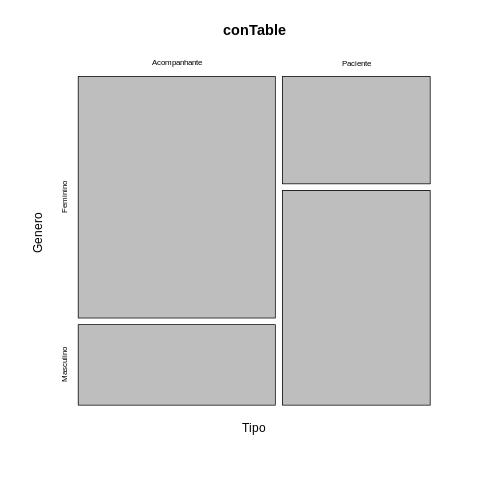 conTable
Acompanhante
Paciente
Feminino
Genero
Masculino
Tipo